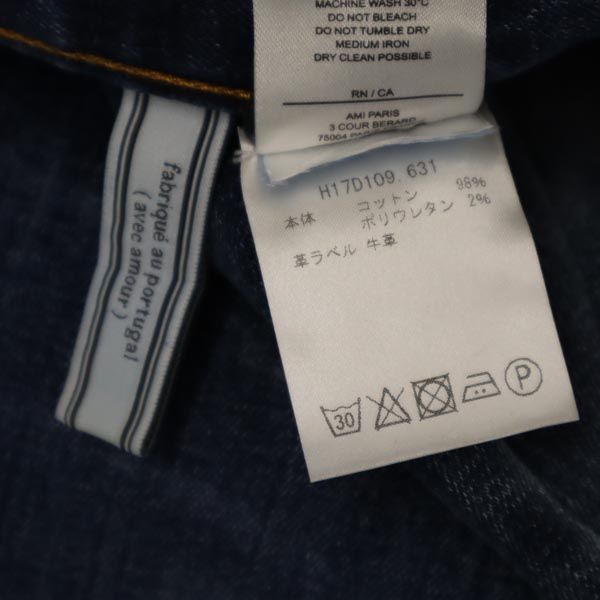 MACHINE WASH 30°C
DO NOT BLEACH
DO NOT TUMBLE DRY
MEDIUM IRON
DRY CLEAN POSSIBLE
RN / CA
AMI PARIS
3 COUR BERARD
75004
H17D109.631
本体 コットン 98%
ポリウレタン 2%
革ラベル 牛革
30 P
fabriqué au portugal
( avec amour )